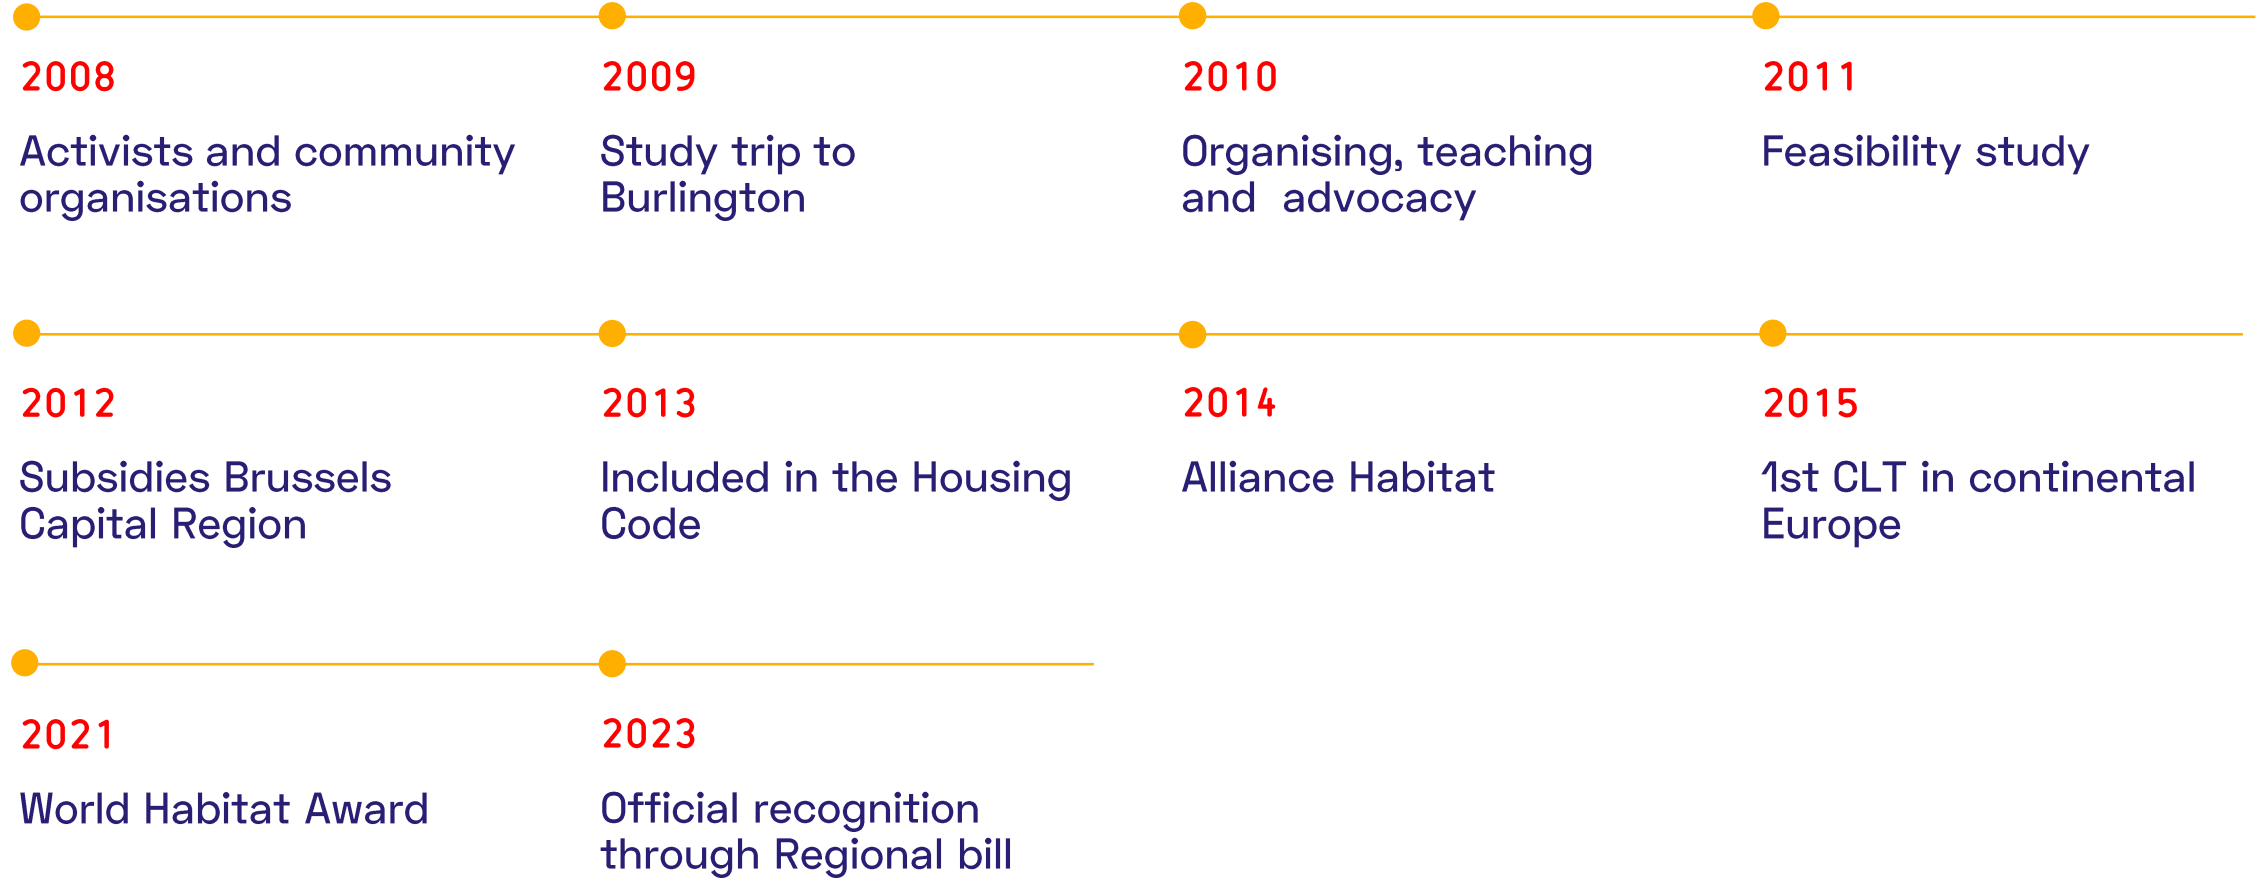 2008
Activists and community
organisations
2009
Study trip to
Burlington
2010
Organising, teaching
and  advocacy
2011
Feasibility study
2012
Subsidies Brussels
Capital Region
2013
Included in the Housing
Code
2014
Alliance Habitat
2015
1st CLT in continental
Europe
2021
World Habitat Award
2023
Official recognition
through Regional bill